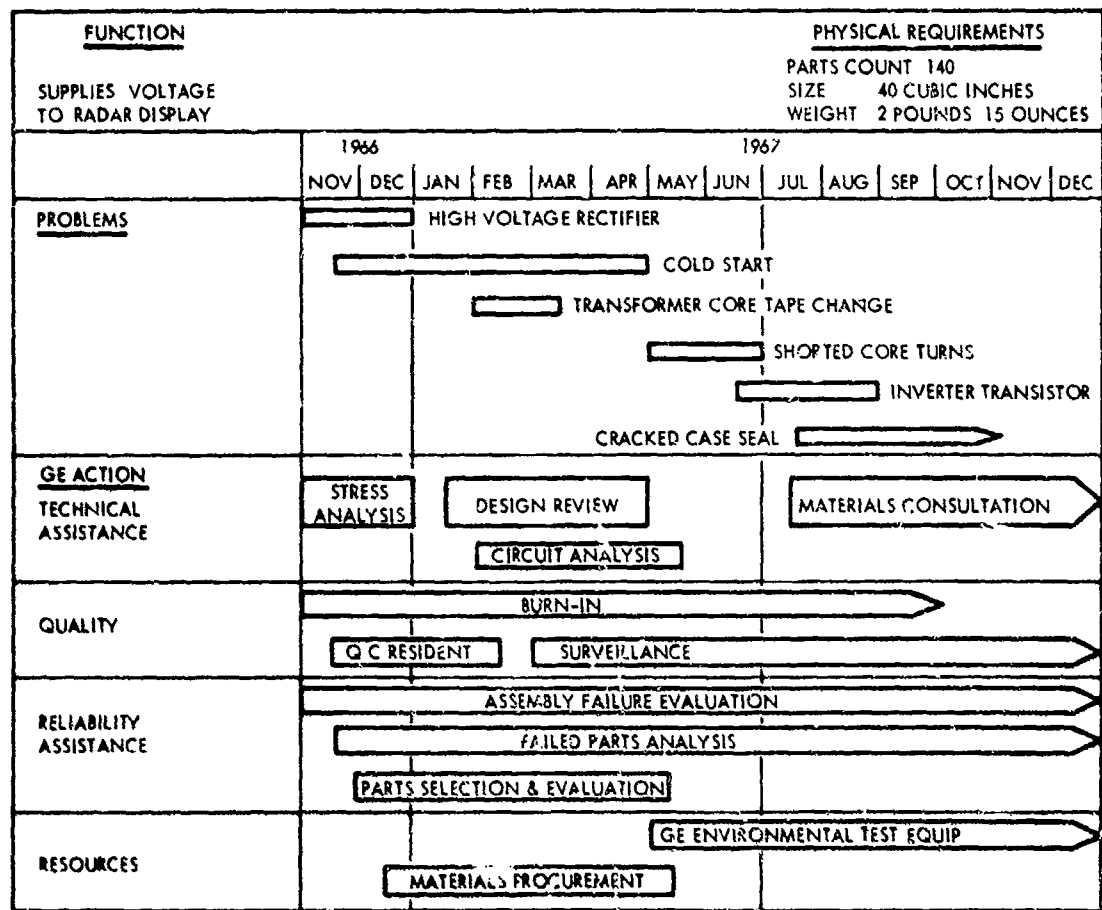 FUNCTION
SUPPLIES VOLTAGE
TO RADAR DISPLAY
PHYSICAL REQUIREMENTS
PARTS COUNT 140
SIZE 40 CUBIC INCHES
WEIGHT 2 POUNDS 15 OUNCES
1966 1967
NOV DEC JAN FEB MAR APR MAY JUN JUL AUG SEP OCT NOV DEC
PROBLEMS
HIGH VOLTAGE RECTIFIER
COLD START
TRANSFORMER CORE TAPE CHANGE
SHORTED CORE TURNS
INVERTER TRANSISTOR
CRACKED CASE SEAL
GE ACTION
TECHNICAL
ASSISTANCE
STRESS
ANALYSIS
DESIGN REVIEW
MATERIALS CONSULTATION
CIRCUIT ANALYSIS
QUALITY
BURN-IN
Q C RESIDENT
SURVEILLANCE
RELIABILITY
ASSISTANCE
ASSEMBLY FAILURE EVALUATION
FAILED PARTS ANALYSIS
PARTS SELECTION & EVALUATION
RESOURCES
GE ENVIRONMENTAL TEST EQUIP
MATERIALS PROCUREMENT